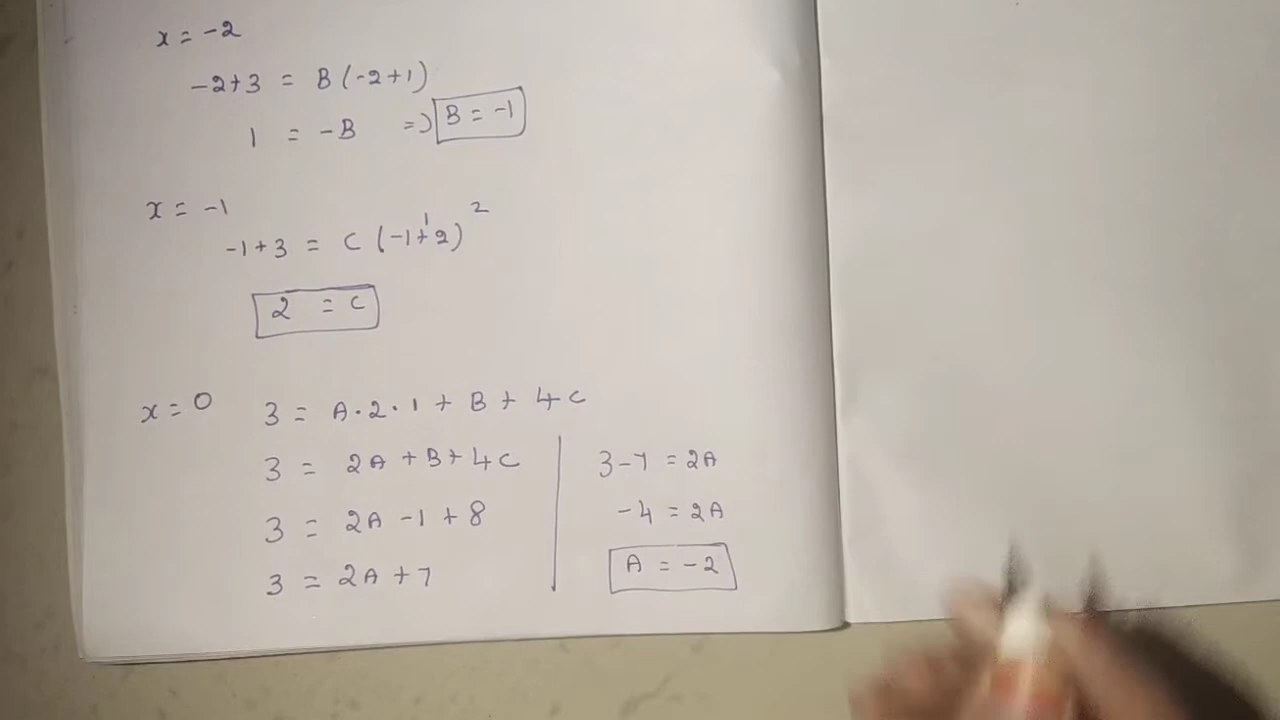 x = -2
-2+3 = B(-2+1)
1 = -B => B = -1
x = -1
-1+3 = C(-1+2)^2
1
2 = C
x = 0 3 = A·2·1 + B + 4C
3 = 2A + B + 4C
3 = 2A - 1 + 8
3 = 2A + 7
3-7 = 2A
-4 = 2A
A = -2